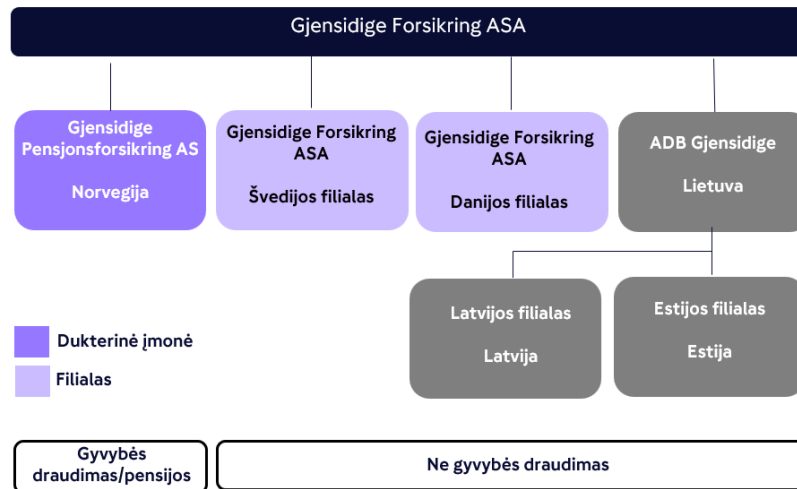 Gjensidige Forsikring ASA
Gjensidige
Pensjonsforsikring AS
Norvegija
Gjensidige Forsikring
ASA
Švedijos filialas
Gjensidige Forsikring
ASA
Danijos filialas
ADB Gjensidige
Lietuva
Latvijos filialas
Latvija
Estijos filialas
Estija
Dukterinė įmonė
Filialas
Gyvybės
draudimas/pensijos
Ne gyvybės draudimas